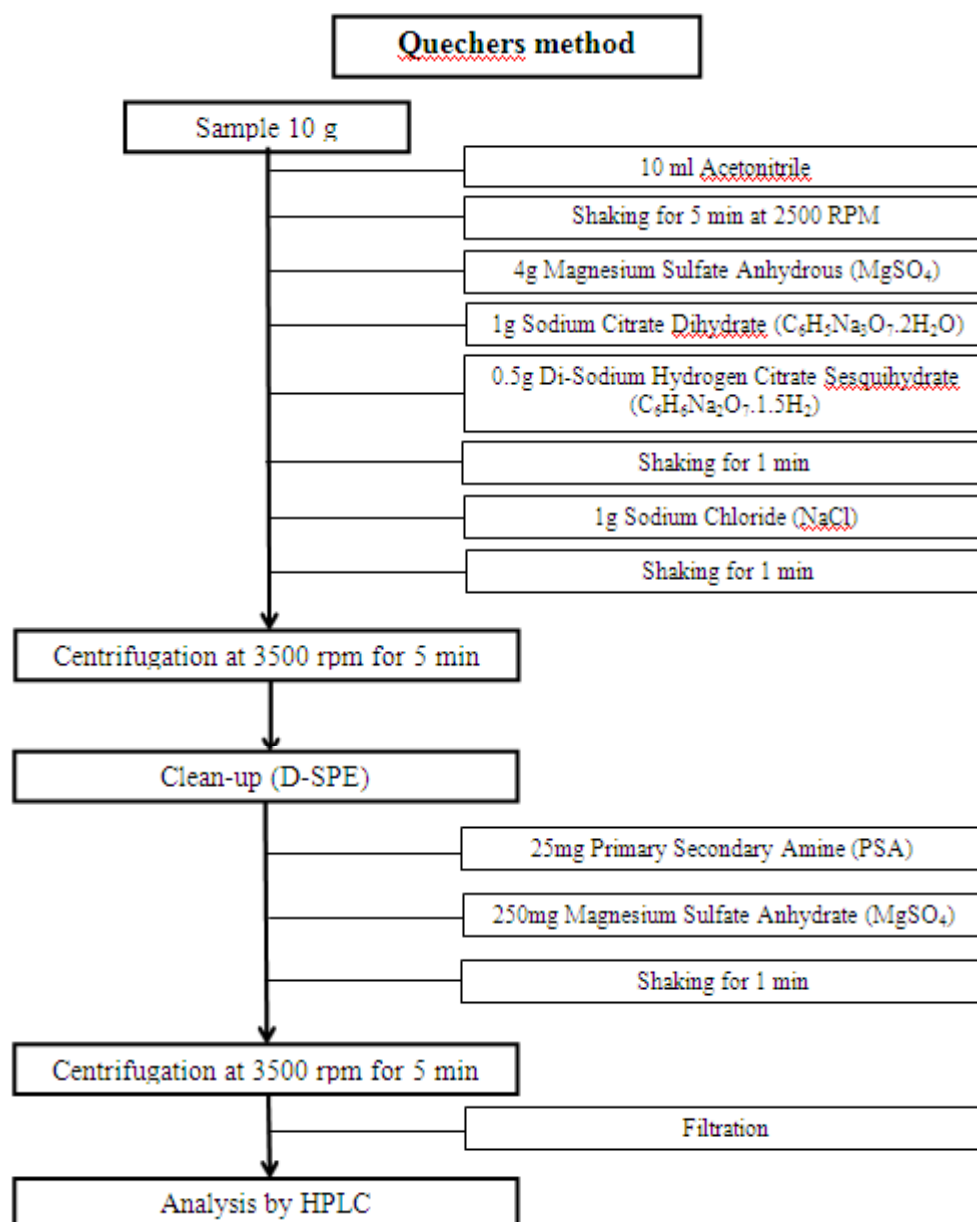 Quechers method
Sample 10 g
10 ml Acetonitrile
Shaking for 5 min at 2500 RPM
4g Magnesium Sulfate Anhydrous (MgSO₄)
1g Sodium Citrate Dihydrate (C₆H₅Na₃O₇.2H₂O)
0.5g Di-Sodium Hydrogen Citrate Sesquihydrate
(C₆H₆Na₂O₇.1.5H₂)
Shaking for 1 min
1g Sodium Chloride (NaCl)
Shaking for 1 min
Centrifugation at 3500 rpm for 5 min
Clean-up (D-SPE)
25mg Primary Secondary Amine (PSA)
250mg Magnesium Sulfate Anhydrate (MgSO₄)
Shaking for 1 min
Centrifugation at 3500 rpm for 5 min
Filtration
Analysis by HPLC